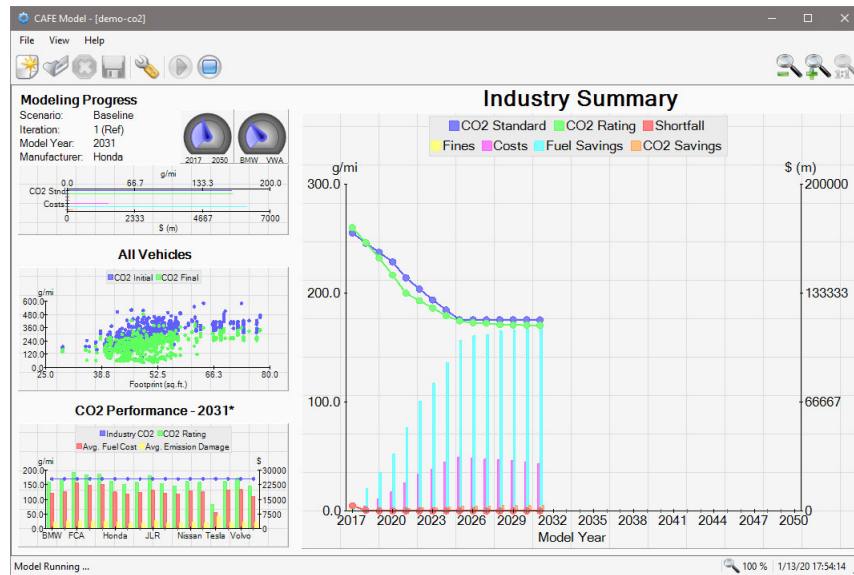 CAFE Model - [demo-co2]
File View Help
Modeling Progress
Scenario: Baseline
Iteration: 1 (Ref)
Model Year: 2031
Manufacturer: Honda
2017 2050 BMW VWA
g/mi
0.0 66.7 133.3 200.0
CO2 Stnd
Costs
0 2333 4667 7000
$ (m)
All Vehicles
CO2 Initial CO2 Final
g/mi
600.0
480.0
360.0
240.0
120.0
0.0
25.0 38.8 52.5 66.3 80.0
Footprint (sq.ft.)
CO2 Performance - 2031*
Industry CO2 CO2 Rating
Avg. Fuel Cost Avg. Emission Damage
g/mi $
200.0 30000
150.0 22500
100.0 15000
50.0 7500
0.0 0
BMW FCA Honda JLR Nissan Tesla Volvo
Industry Summary
CO2 Standard CO2 Rating Shortfall
Fines Costs Fuel Savings CO2 Savings
g/mi $ (m)
300.0 200000
200.0 133333
100.0 66667
0.0 0
2017 2020 2023 2026 2029 2032 2035 2038 2041 2044 2047 2050
Model Year
Model Running ... 100 % 1/13/20 17:54:14